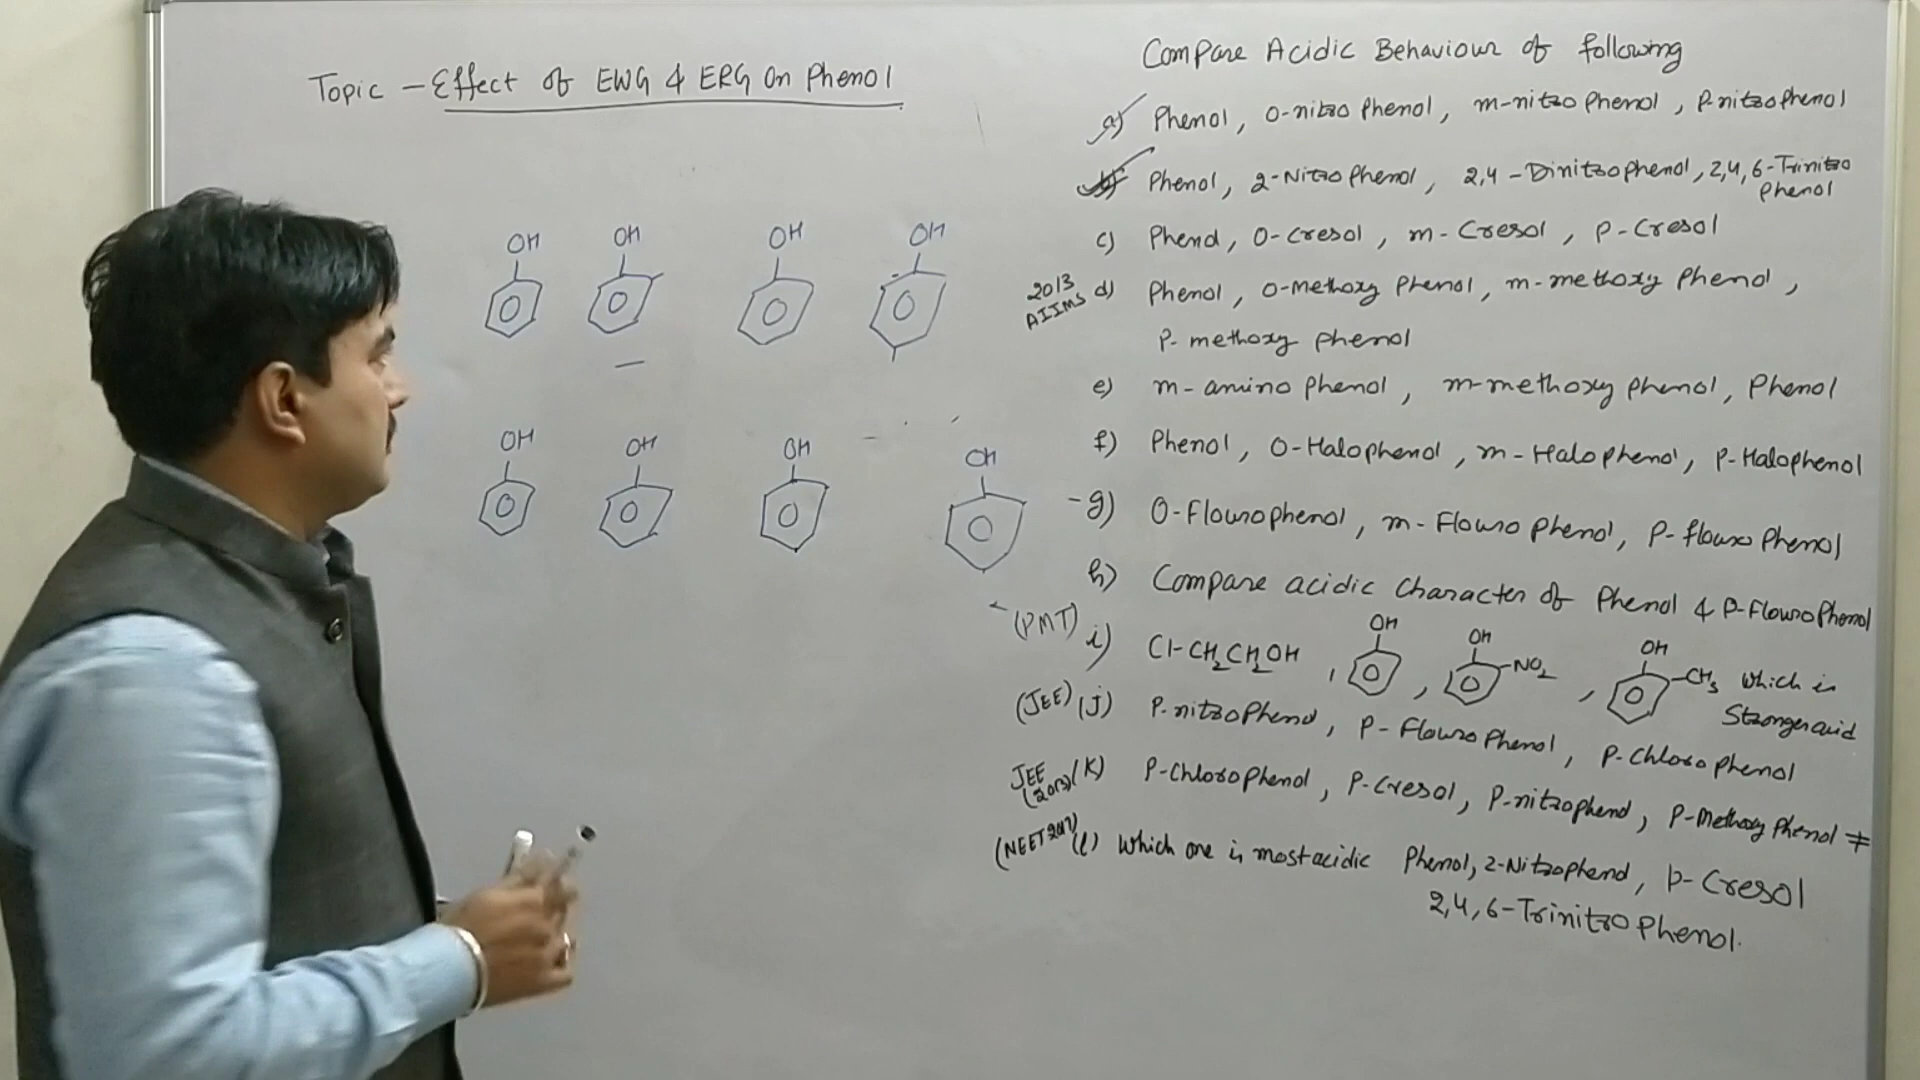 Topic - Effect of EWG & ERG On Phenol
OH OH OH OH
OH OH OH OH
Compare Acidic Behaviour of following
a) Phenol, O-nitro Phenol, m-nitro Phenol, P-nitrophenol
b) Phenol, 2-Nitro Phenol, 2,4-Dinitrophenol, 2,4,6-Trinitro
Phenol
c) Phenol, O-Cresol, m-Cresol, P-Cresol
2013
AIIMS d) Phenol, O-Methoxy Phenol, m-methoxy Phenol,
P-methoxy phenol
e) m-amino phenol, m-methoxy phenol, Phenol
f) Phenol, O-Halophenol, m-Halophenol, P-Halophenol
g) O-Flourophenol, m-Flouro Phenol, P-flouro Phenol
h) Compare acidic Character of Phenol & P-FlouroPhenol
(PMT) i) Cl-CH2CH2OH, OH, OH NO2, OH CH3 which is
Stronger acid
(JEE) (j) P-nitroPhenol, P-FlouroPhenol, P-Chlorophenol
JEE
(2013) (K) P-Chlorophenol, P-Cresol, P-nitrophenol, P-Methoxy Phenol ≠
(NEET 2017) (l) Which one is most acidic Phenol, 2-Nitrophenol, p-Cresol
2,4,6-Trinitro Phenol.